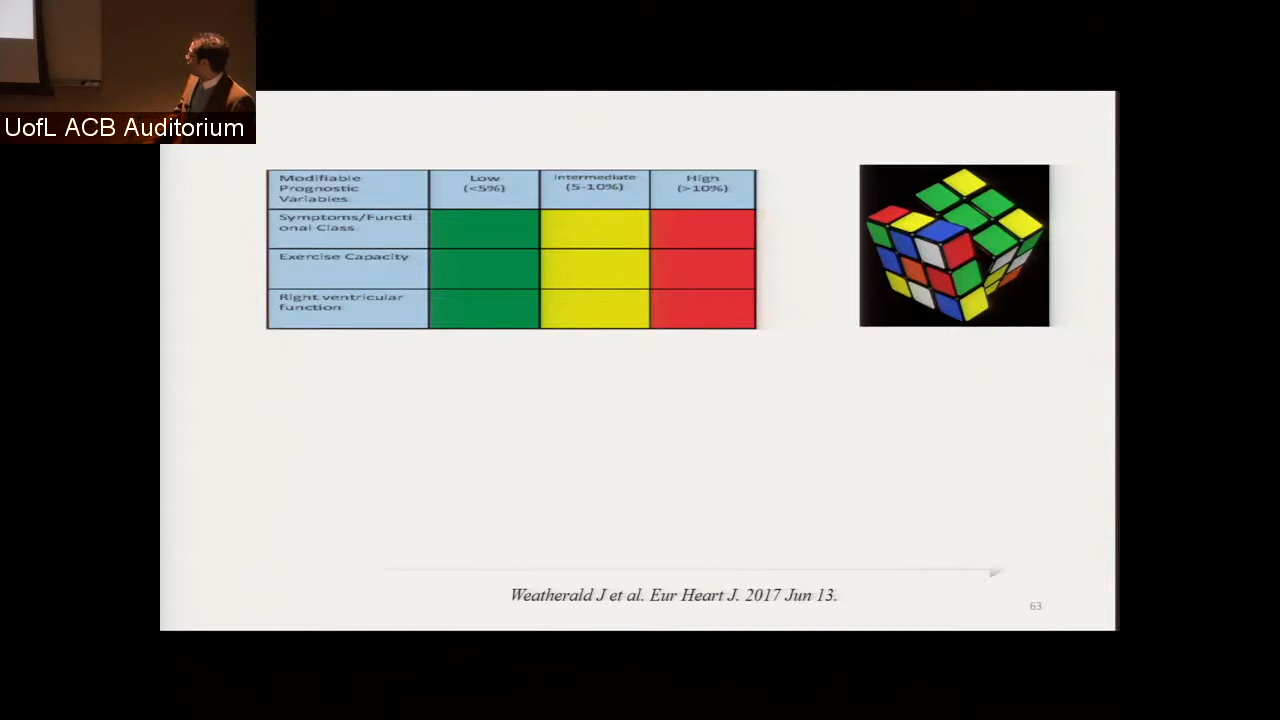 UofL ACB Auditorium
Modifiable
Prognostic
Variables
Low
(<5%)
Intermediate
(5-10%)
High
(>10%)
Symptoms/Functi
onal Class
Exercise Capacity
Right ventricular
function
Weatherald J et al. Eur Heart J. 2017 Jun 13.
63